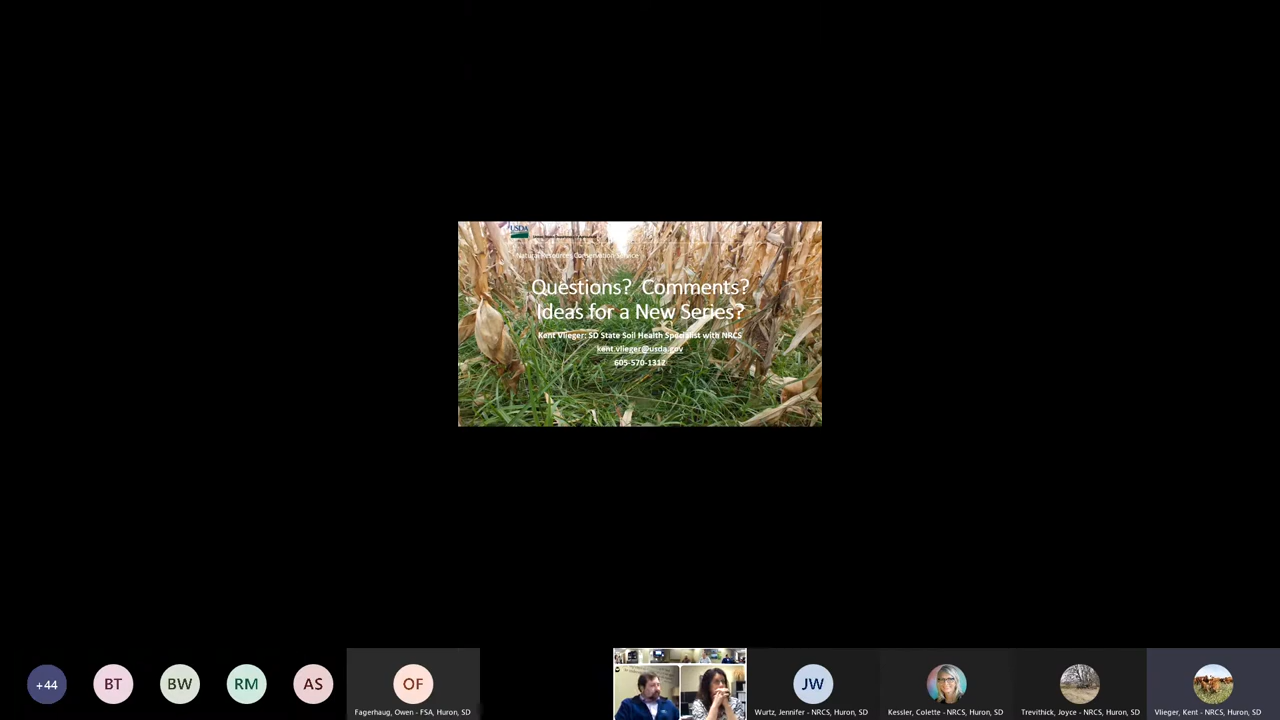 USDA
Natural Resources Conservation Service
Questions? Comments?
Ideas for a New Series?
Kent Vlieger; SD State Soil Health Specialist with NRCS
kent.vlieger@usda.gov
605-570-1312
+44
BT
BW
RM
AS
OF
Fagerhaug, Owen - FSA, Huron, SD
JW
Wurtz, Jennifer - NRCS, Huron, SD
Kessler, Colette - NRCS, Huron, SD
Trevithick, Joyce - NRCS, Huron, SD
Vlieger, Kent - NRCS, Huron, SD